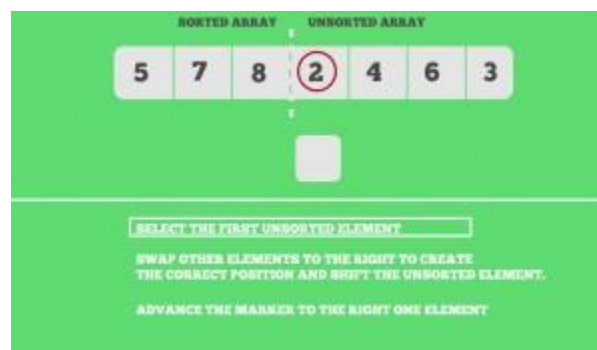 SORTED ARRAY UNSORTED ARRAY
5 7 8 2 4 6 3
SELECT THE FIRST UNSORTED ELEMENT
SWAP OTHER ELEMENTS TO THE RIGHT TO CREATE
THE CORRECT POSITION AND SHIFT THE UNSORTED ELEMENT.
ADVANCE THE MARKER TO THE RIGHT ONE ELEMENT